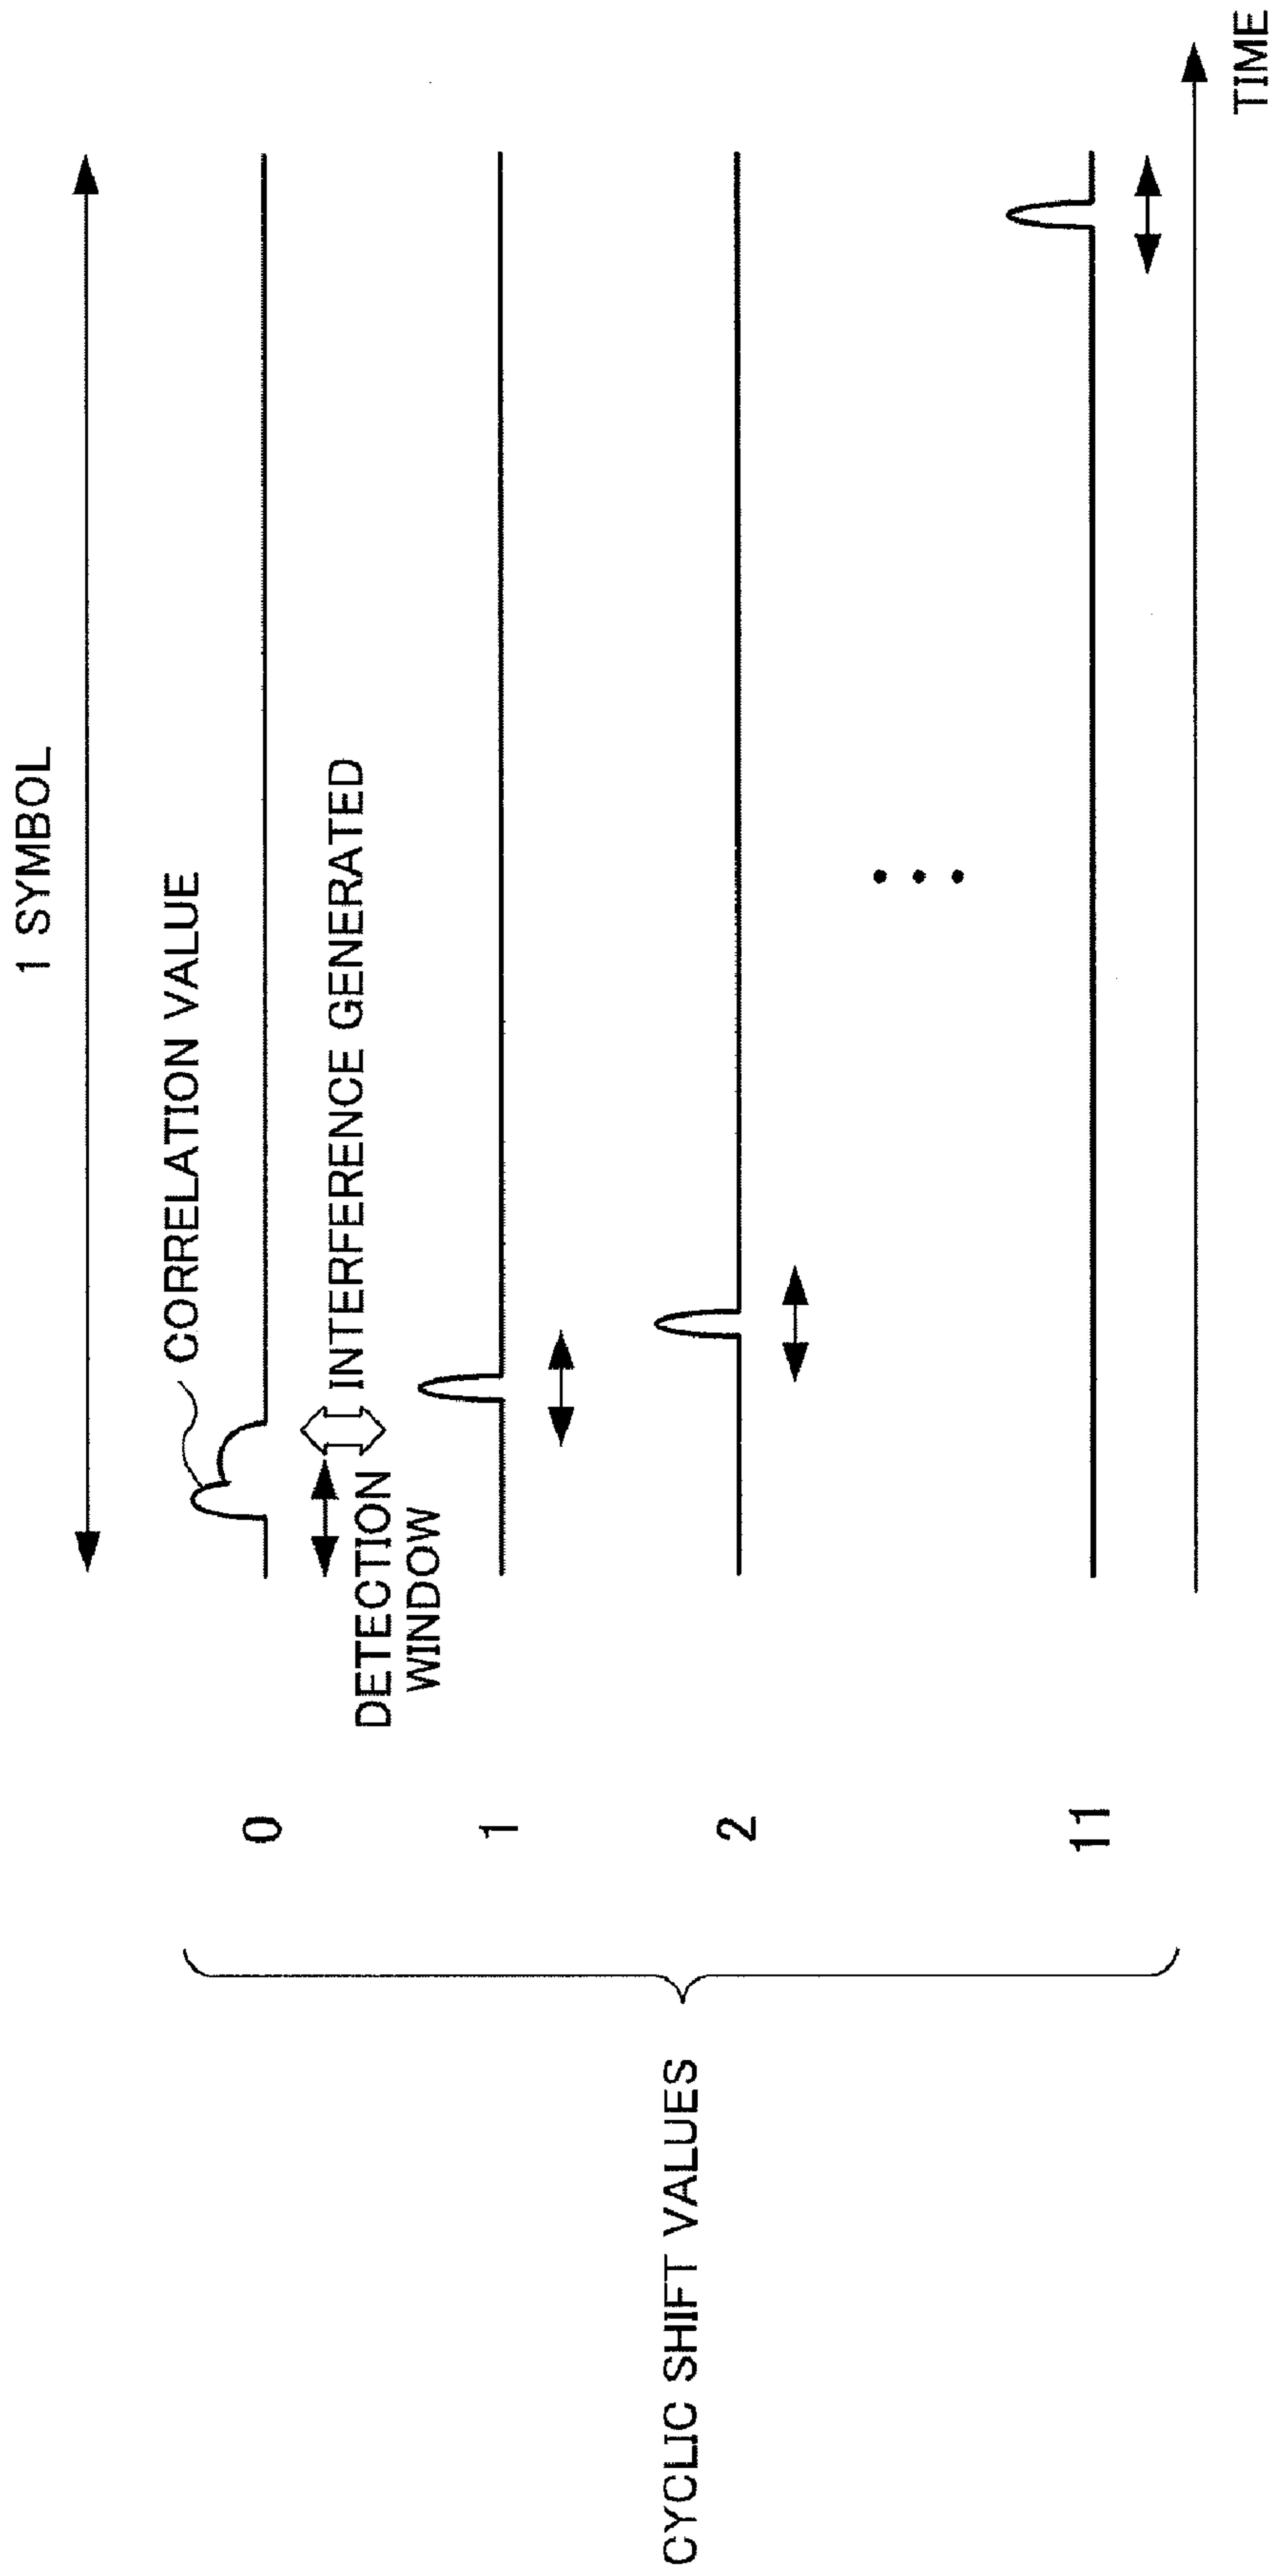 1 SYMBOL
CORRELATION VALUE
INTERFERENCE GENERATED
DETECTION
WINDOW
0
1
2
11
CYCLIC SHIFT VALUES
TIME